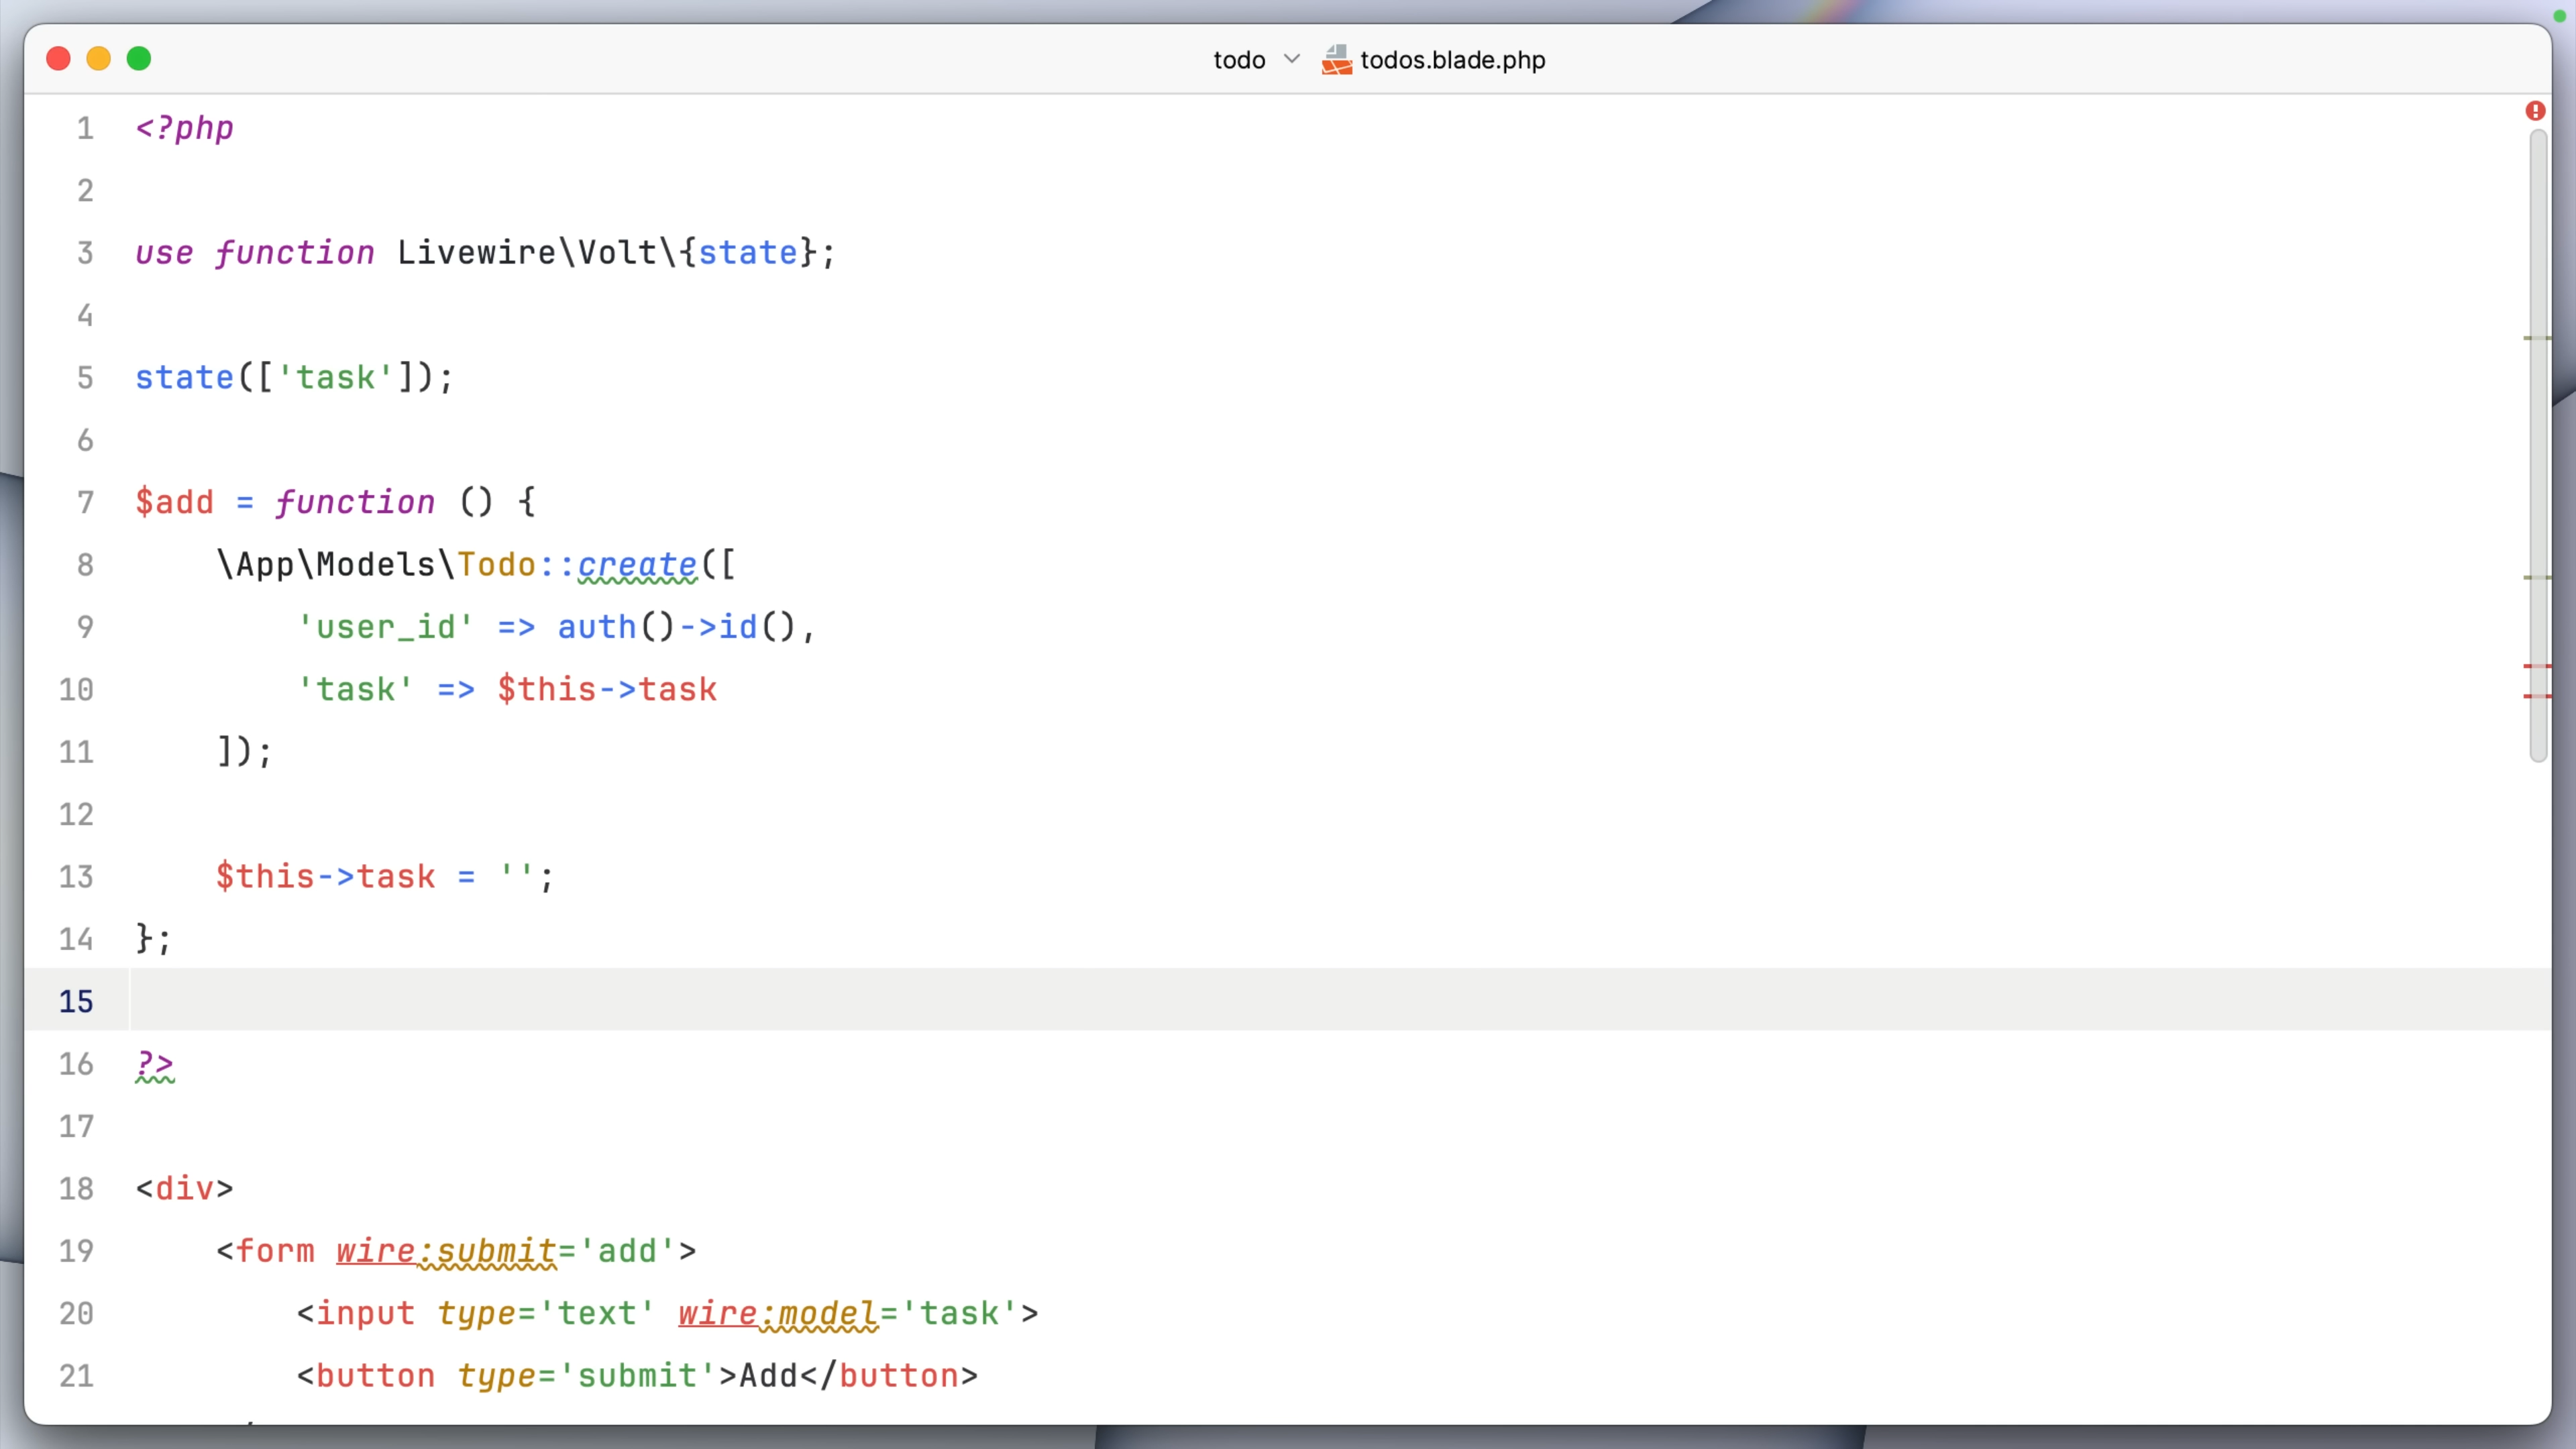 todo todos.blade.php
1 <?php
2
3 use function Livewire\Volt\{state};
4
5 state(['task']);
6
7 $add = function () {
8     \App\Models\Todo::create([
9         'user_id' => auth()->id(),
10         'task' => $this->task
11     ]);
12
13     $this->task = '';
14 };
15
16 ?>
17
18 <div>
19     <form wire:submit='add'>
20         <input type='text' wire:model='task'>
21         <button type='submit'>Add</button>